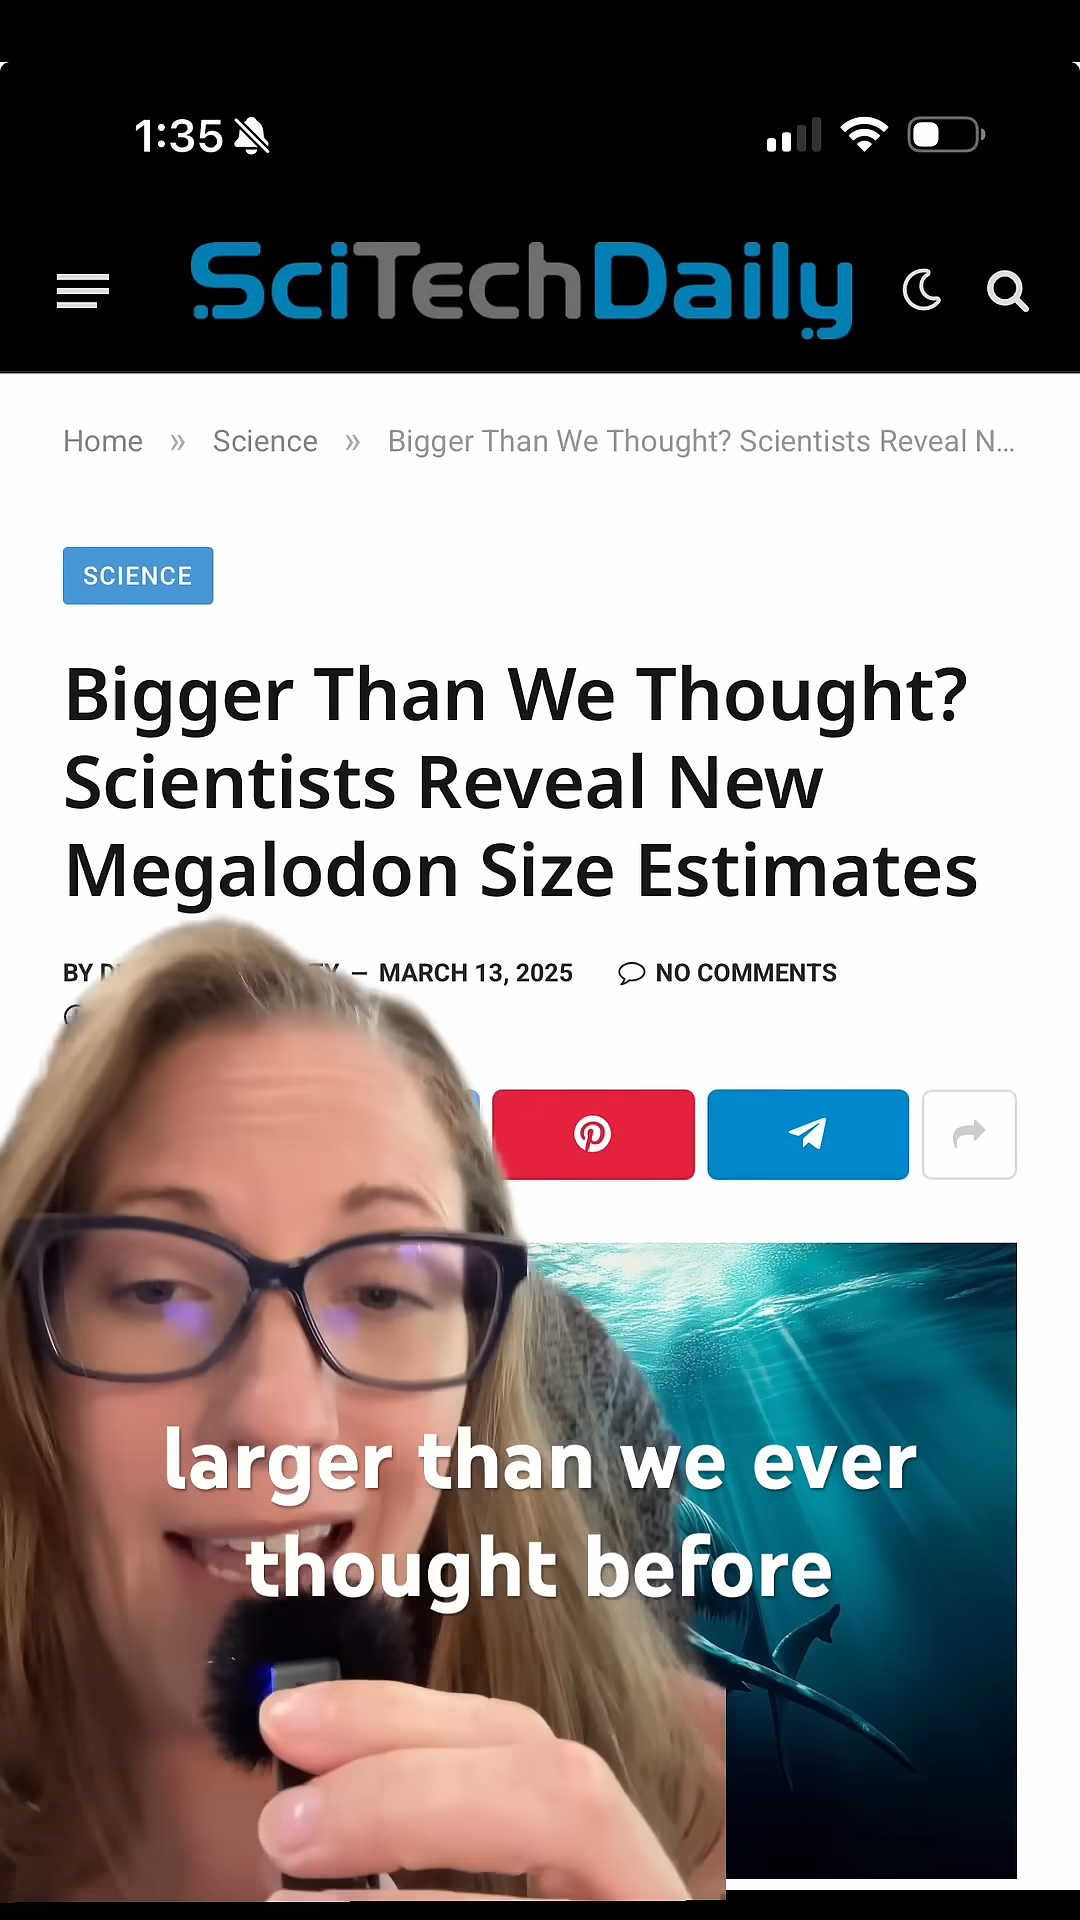 1:35
SciTechDaily
Home » Science » Bigger Than We Thought? Scientists Reveal N...
SCIENCE
Bigger Than We Thought?
Scientists Reveal New
Megalodon Size Estimates
BY — MARCH 13, 2025 NO COMMENTS
larger than we ever
thought before